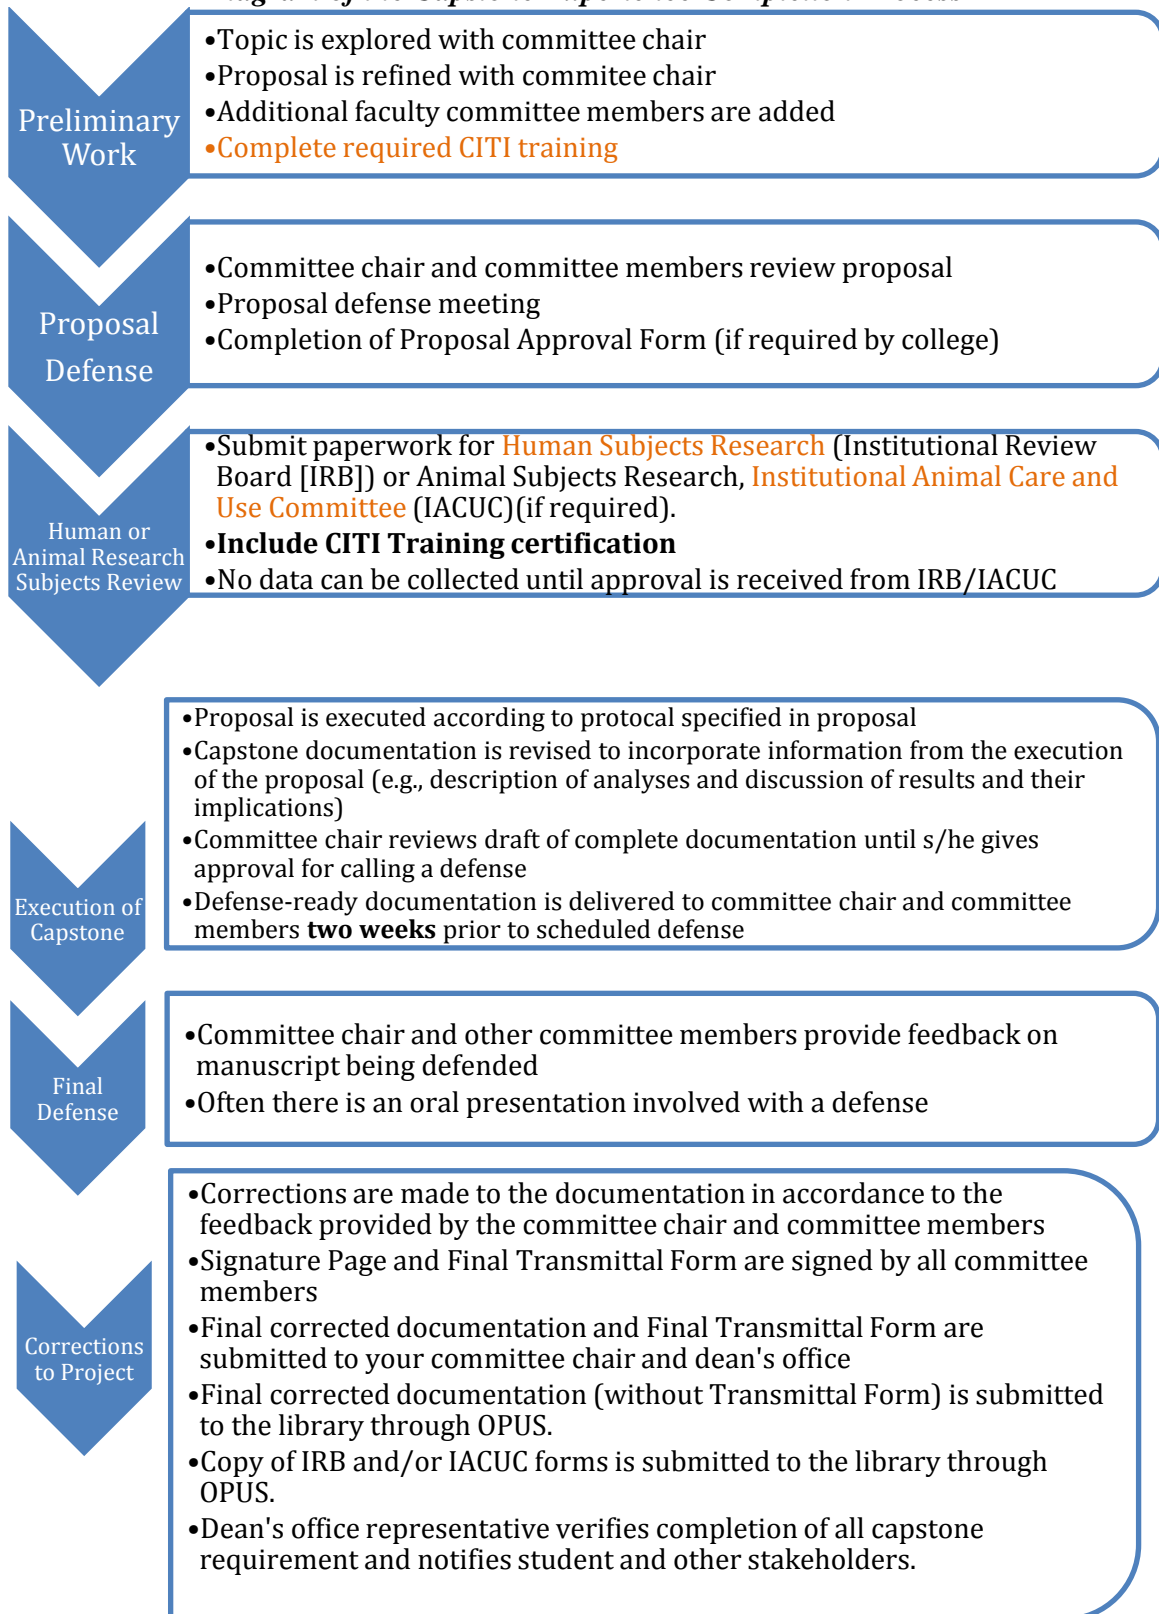 Diagram of the Capstone Experience Completion Process
Preliminary
Work
•Topic is explored with committee chair
•Proposal is refined with commitee chair
•Additional faculty committee members are added
•Complete required CITI training
Proposal
Defense
•Committee chair and committee members review proposal
•Proposal defense meeting
•Completion of Proposal Approval Form (if required by college)
Human or
Animal Research
Subjects Review
•Submit paperwork for Human Subjects Research (Institutional Review
Board [IRB]) or Animal Subjects Research, Institutional Animal Care and
Use Committee (IACUC)(if required).
•Include CITI Training certification
•No data can be collected until approval is received from IRB/IACUC
Execution of
Capstone
•Proposal is executed according to protocal specified in proposal
•Capstone documentation is revised to incorporate information from the execution
of the proposal (e.g., description of analyses and discussion of results and their
implications)
•Committee chair reviews draft of complete documentation until s/he gives
approval for calling a defense
•Defense-ready documentation is delivered to committee chair and committee
members two weeks prior to scheduled defense
Final
Defense
•Committee chair and other committee members provide feedback on
manuscript being defended
•Often there is an oral presentation involved with a defense
Corrections
to Project
•Corrections are made to the documentation in accordance to the
feedback provided by the committee chair and committee members
•Signature Page and Final Transmittal Form are signed by all committee
members
•Final corrected documentation and Final Transmittal Form are
submitted to your committee chair and dean's office
•Final corrected documentation (without Transmittal Form) is submitted
to the library through OPUS.
•Copy of IRB and/or IACUC forms is submitted to the library through
OPUS.
•Dean's office representative verifies completion of all capstone
requirement and notifies student and other stakeholders.